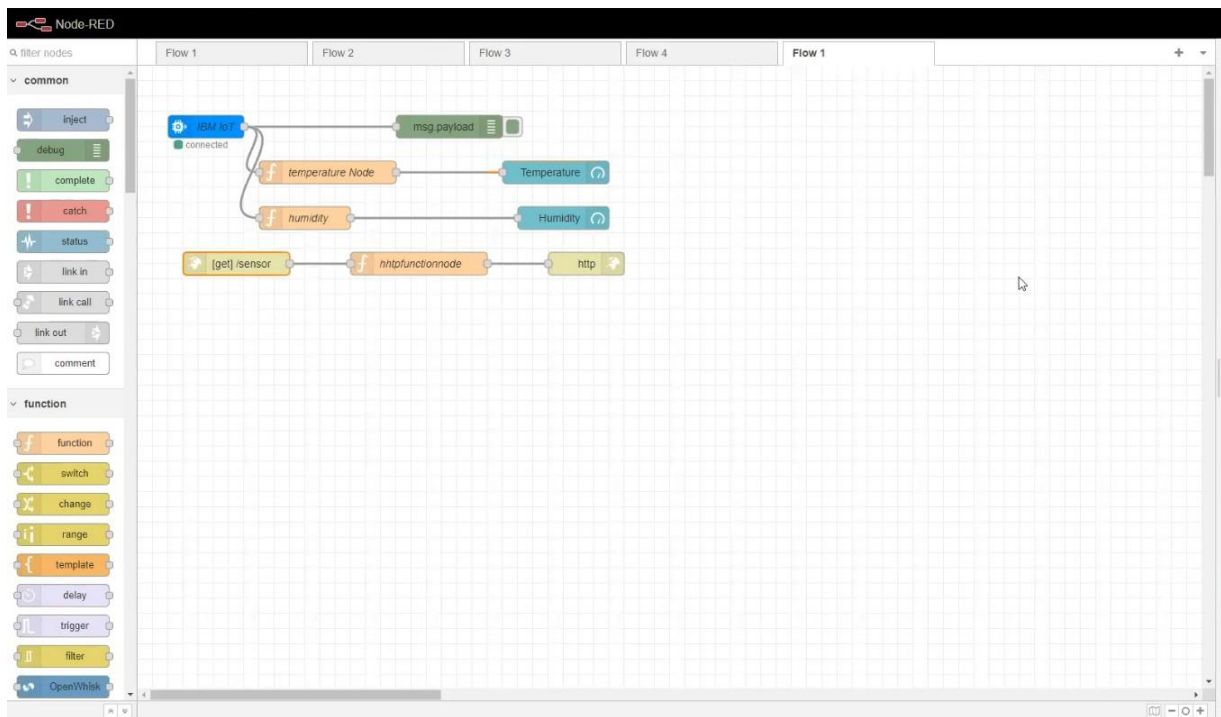 Node-RED
filter nodes
Flow 1
Flow 2
Flow 3
Flow 4
Flow 1
common
inject
debug
complete
catch
status
link in
link call
link out
comment
function
function
switch
change
range
template
delay
trigger
filter
OpenWhisk
IBM IoT
connected
msg.payload
temperature Node
Temperature
humidity
Humidity
[get] /sensor
hhtpfunctionnode
http